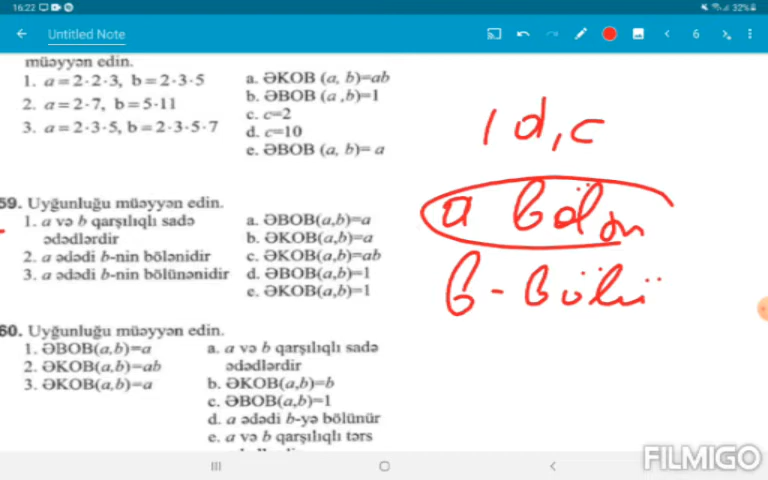 16:22
32%
Untitled Note
6
müəyyən edin.
1. a=2·2·3, b=2·3·5
2. a=2·7, b=5·11
3. a=2·3·5, b=2·3·5·7
a. ƏKOB (a, b)=ab
b. ƏBOB (a ,b)=1
c. c=2
d. c=10
e. ƏBOB (a, b)= a
59. Uyğunluğu müəyyən edin.
1. a və b qarşılıqlı sadə
ədədlərdir
2. a ədədi b-nin bölənidir
3. a ədədi b-nin bölünənidir
a. ƏBOB(a,b)=a
b. ƏKOB(a,b)=a
c. ƏKOB(a,b)=ab
d. ƏBOB(a,b)=1
e. ƏKOB(a,b)=1
60. Uyğunluğu müəyyən edin.
1. ƏBOB(a,b)=a
2. ƏKOB(a,b)=ab
3. ƏKOB(a,b)=a
a. a və b qarşılıqlı sadə
ədədlərdir
b. ƏKOB(a,b)=b
c. ƏBOB(a,b)=1
d. a ədədi b-yə bölünür
e. a və b qarşılıqlı tərs
1 d, c
a bölən
b - bölü
FILMIGO